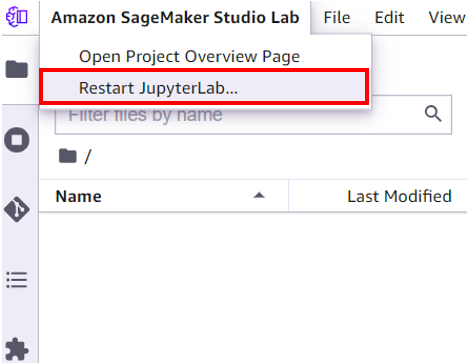 Amazon SageMaker Studio Lab File Edit View
Open Project Overview Page
Restart JupyterLab...
Filter files by name
/
Name Last Modified